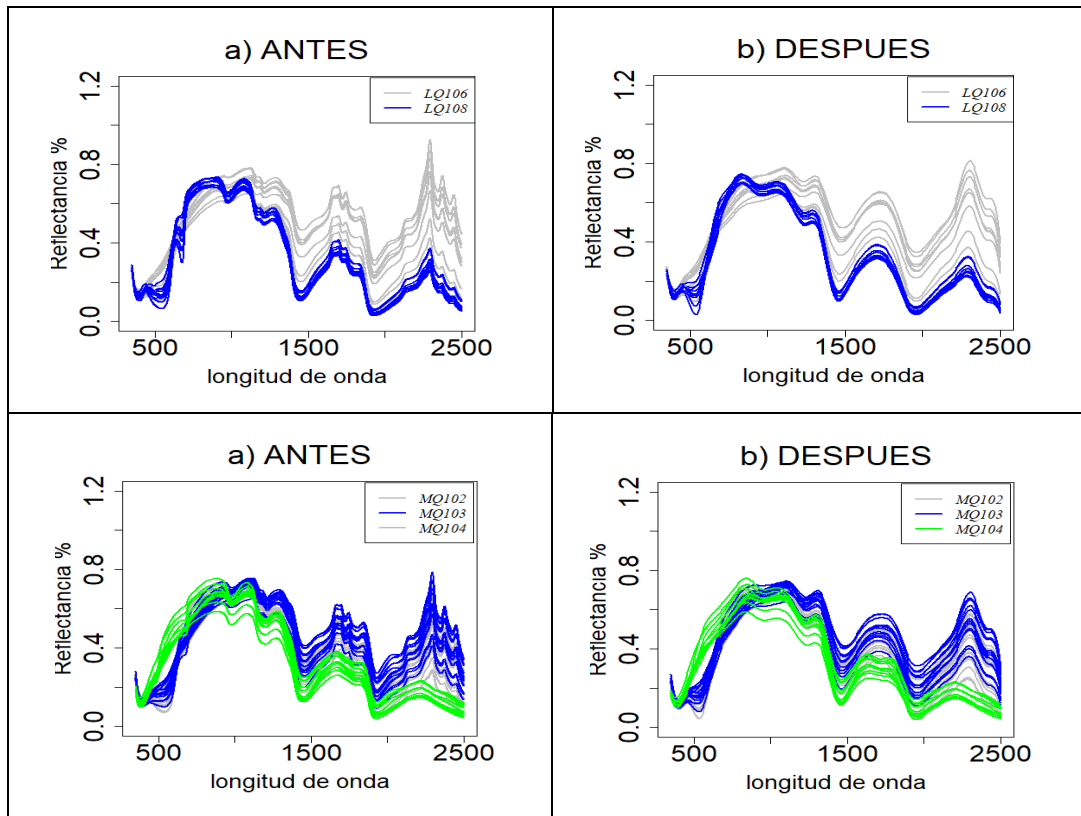 a) ANTES
Reflectancia %
1.2
0.8
0.4
0.0
LQ106
LQ108
500
1500
2500
longitud de onda
b) DESPUES
Reflectancia %
1.2
0.8
0.4
0.0
LQ106
LQ108
500
1500
2500
longitud de onda
a) ANTES
Reflectancia %
1.2
0.8
0.4
0.0
MQ102
MQ103
MQ104
500
1500
2500
longitud de onda
b) DESPUES
Reflectancia %
1.2
0.8
0.4
0.0
MQ102
MQ103
MQ104
500
1500
2500
longitud de onda